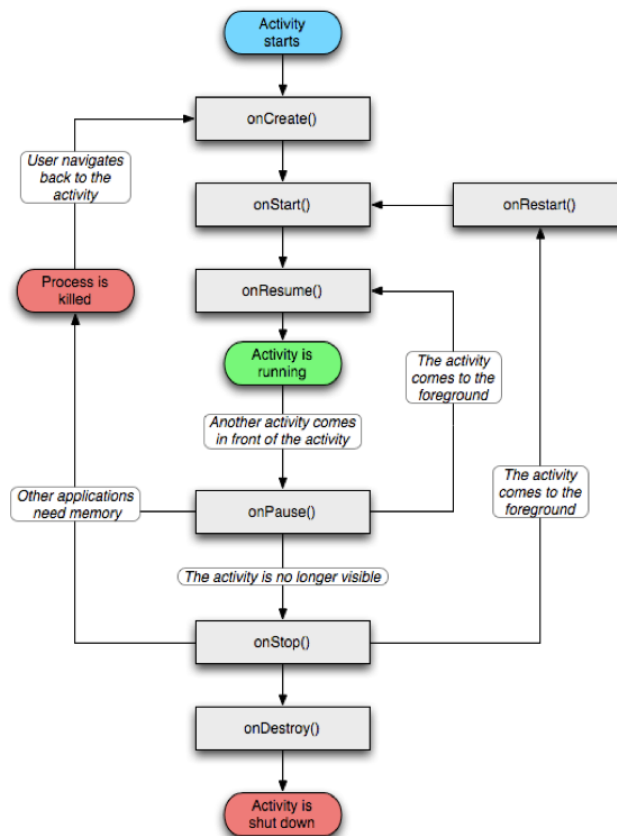 Activity
starts
onCreate()
User navigates
back to the
activity
onStart()
onRestart()
Process is
killed
onResume()
Activity is
running
The activity
comes to the
foreground
Another activity comes
in front of the activity
The activity
comes to the
foreground
Other applications
need memory
onPause()
The activity is no longer visible
onStop()
onDestroy()
Activity is
shut down